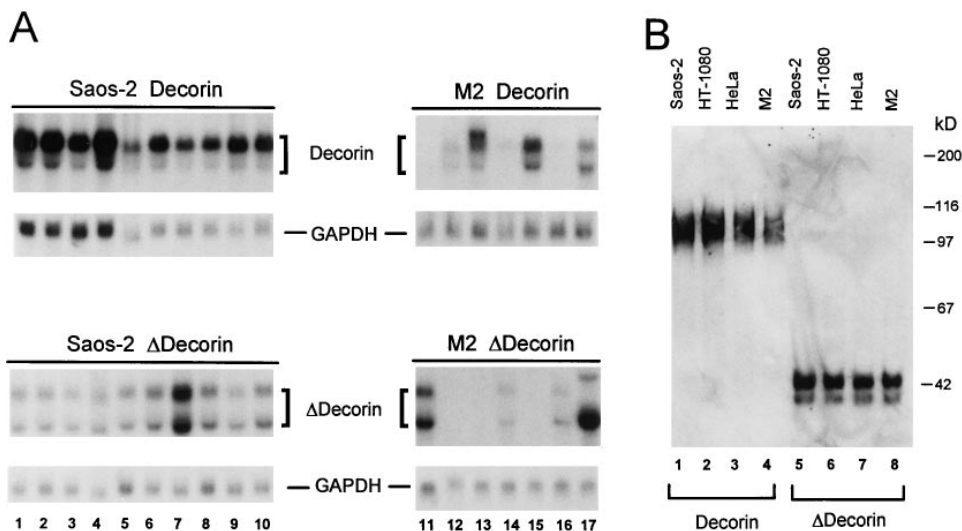 A
Saos-2 Decorin
M2 Decorin
Decorin
GAPDH
Saos-2 ΔDecorin
M2 ΔDecorin
ΔDecorin
GAPDH
1 2 3 4 5 6 7 8 9 10 11 12 13 14 15 16 17
B
Saos-2 HT-1080 HeLa M2 Saos-2 HT-1080 HeLa M2
kD
200
116
97
67
42
1 2 3 4 5 6 7 8
Decorin ΔDecorin